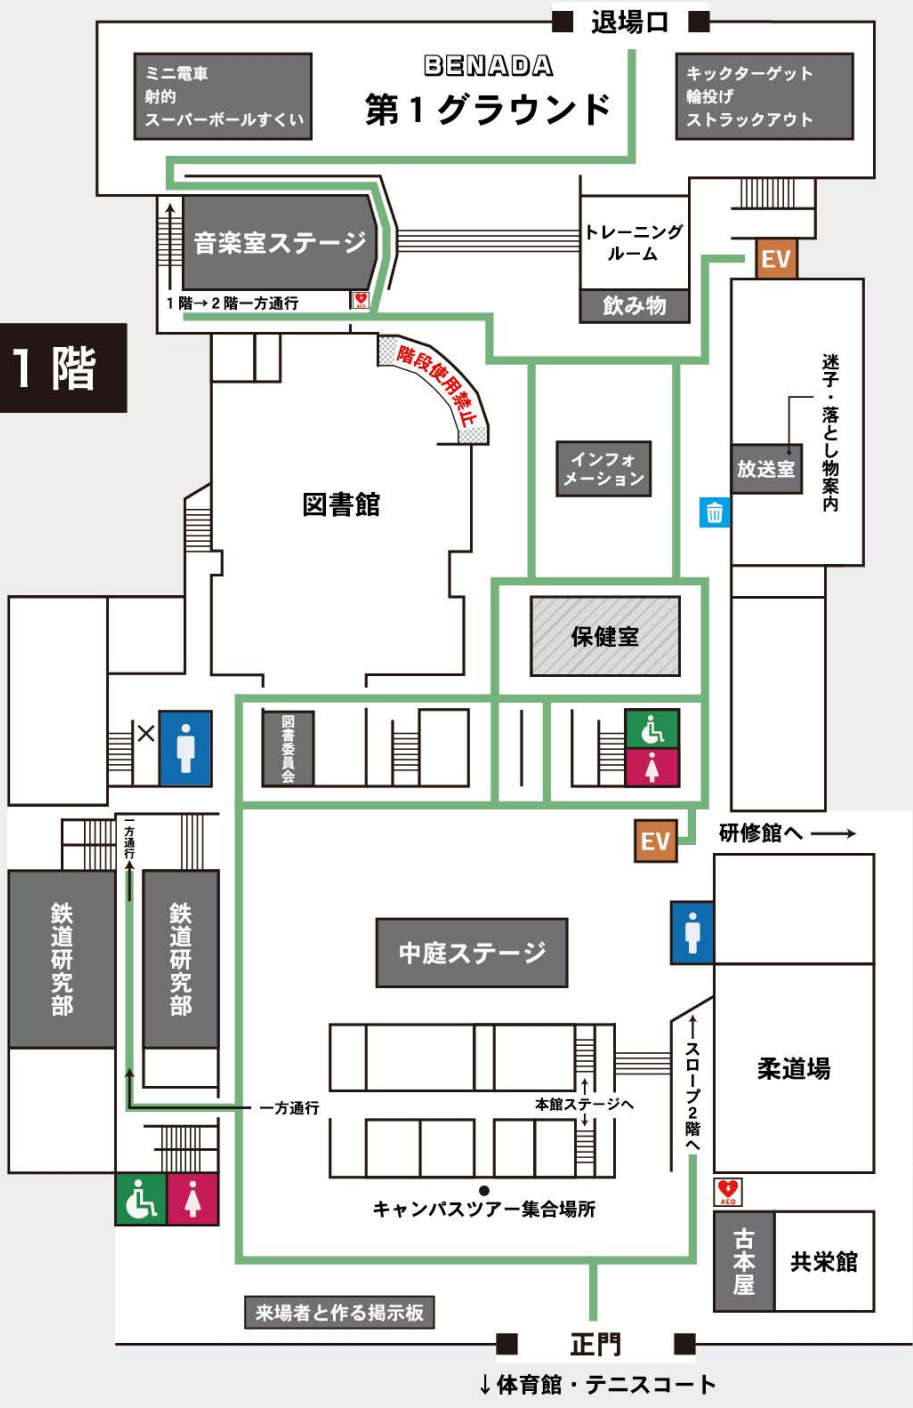 退場口
BENADA
第1グラウンド
ミニ電車
射的
スーパーボールすくい
キックターゲット
輪投げ
ストラックアウト
音楽室ステージ
1階→2階一方通行
AED
トレーニング
ルーム
飲み物
EV
1階
階段使用禁止
迷子・落とし物案内
放送室
インフォ
メーション
図書館
保健室
図書委員会
×
一方通行
EV
研修館へ→
鉄道研究部
鉄道研究部
中庭ステージ
一方通行
本館ステージへ
←スロープ2階へ
柔道場
キャンパスツアー集合場所
AED
古本屋
共栄館
来場者と作る掲示板
正門
↓体育館・テニスコート